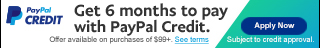 PayPal
CREDIT
Get 6 months to pay
with PayPal Credit.
Offer available on purchases of $99+. See terms
Apply Now
Subject to credit approval.